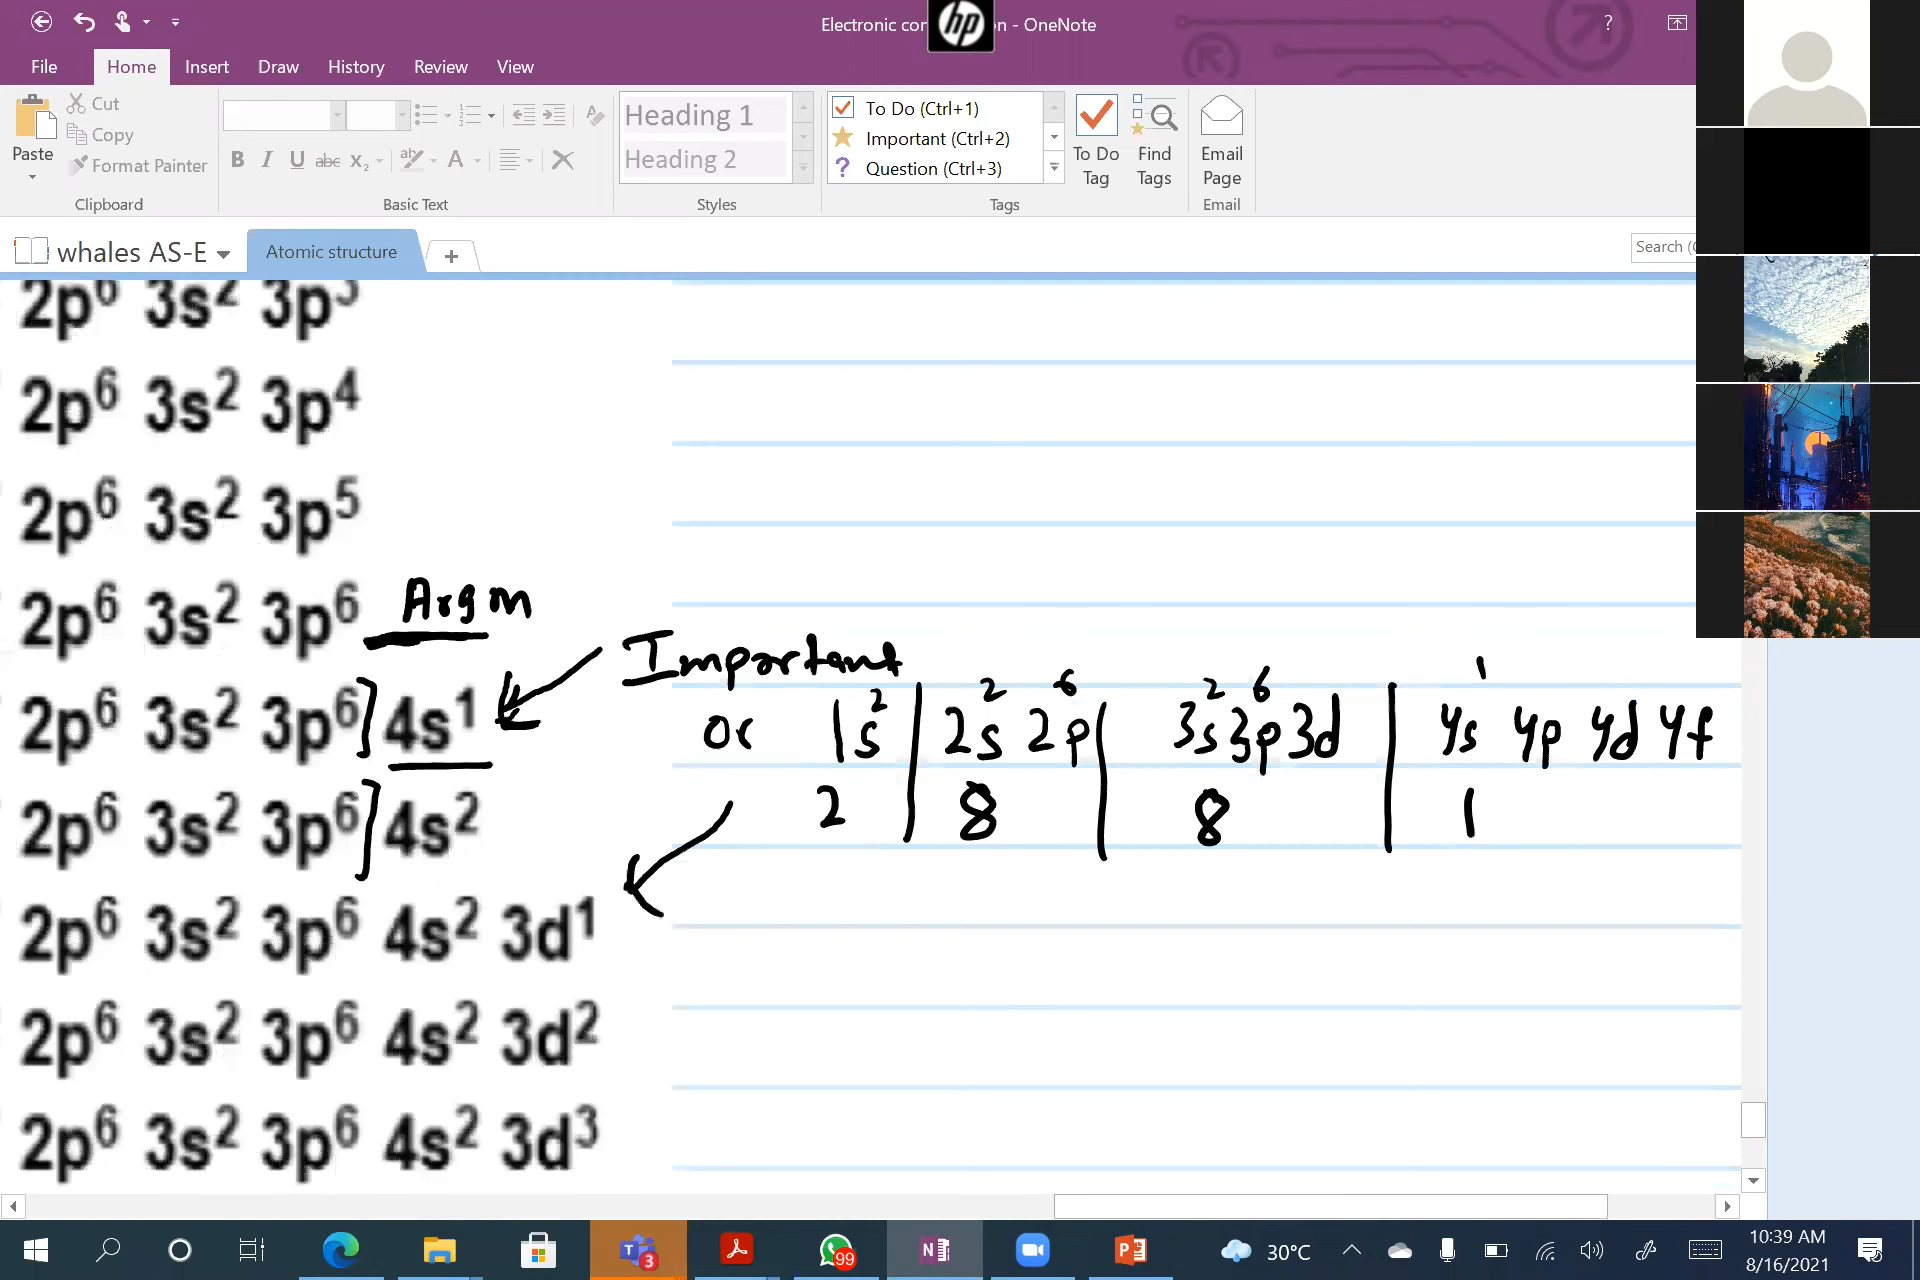 Electronic con n - OneNote
?
File Home Insert Draw History Review View
Paste
Cut
Copy
Format Painter
Clipboard
B I U abc X₂ A
Basic Text
Heading 1
Heading 2
Styles
To Do (Ctrl+1)
Important (Ctrl+2)
? Question (Ctrl+3)
Tags
To Do Tag
Find Tags
Email Page
Email
whales AS-E
Atomic structure
+
Search (
2p⁶ 3s² 3p³
2p⁶ 3s² 3p⁴
2p⁶ 3s² 3p⁵
2p⁶ 3s² 3p⁶ Argon
Important
2p⁶ 3s² 3p⁶] 4s¹
or 1s² | 2s² 2p⁶ | 3s² 3p⁶ 3d | 4s¹ 4p 4d 4f
2 | 8 | 8 | 1
2p⁶ 3s² 3p⁶] 4s²
2p⁶ 3s² 3p⁶ 4s² 3d¹
2p⁶ 3s² 3p⁶ 4s² 3d²
2p⁶ 3s² 3p⁶ 4s² 3d³
hp
3
99
N
P
30°C
10:39 AM
8/16/2021